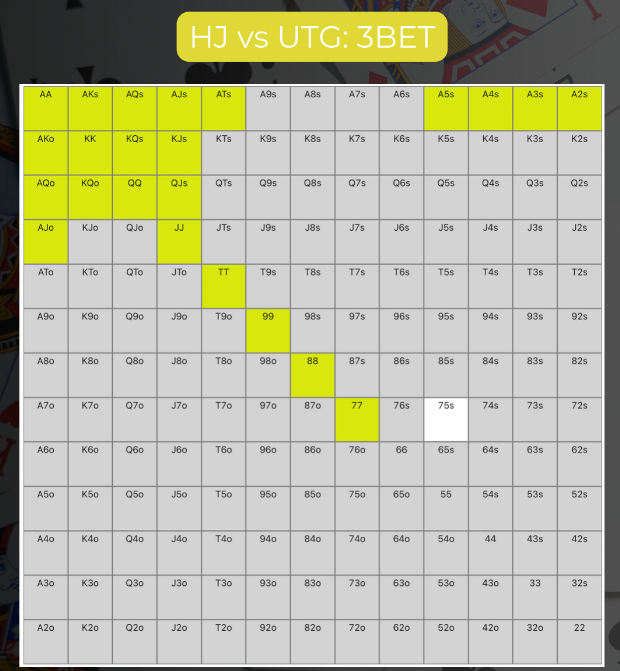 HJ vs UTG: 3BET
AA AKs AQs AJs ATs A9s A8s A7s A6s A5s A4s A3s A2s
AKo KK KQs KJs KTs K9s K8s K7s K6s K5s K4s K3s K2s
AQo KQo QQ QJs QTs Q9s Q8s Q7s Q6s Q5s Q4s Q3s Q2s
AJo KJo QJo JJ JTs J9s J8s J7s J6s J5s J4s J3s J2s
ATo KTo QTo JTo TT T9s T8s T7s T6s T5s T4s T3s T2s
A9o K9o Q9o J9o T9o 99 98s 97s 96s 95s 94s 93s 92s
A8o K8o Q8o J8o T8o 98o 88 87s 86s 85s 84s 83s 82s
A7o K7o Q7o J7o T7o 97o 87o 77 76s 75s 74s 73s 72s
A6o K6o Q6o J6o T6o 96o 86o 76o 66 65s 64s 63s 62s
A5o K5o Q5o J5o T5o 95o 85o 75o 65o 55 54s 53s 52s
A4o K4o Q4o J4o T4o 94o 84o 74o 64o 54o 44 43s 42s
A3o K3o Q3o J3o T3o 93o 83o 73o 63o 53o 43o 33 32s
A2o K2o Q2o J2o T2o 92o 82o 72o 62o 52o 42o 32o 22